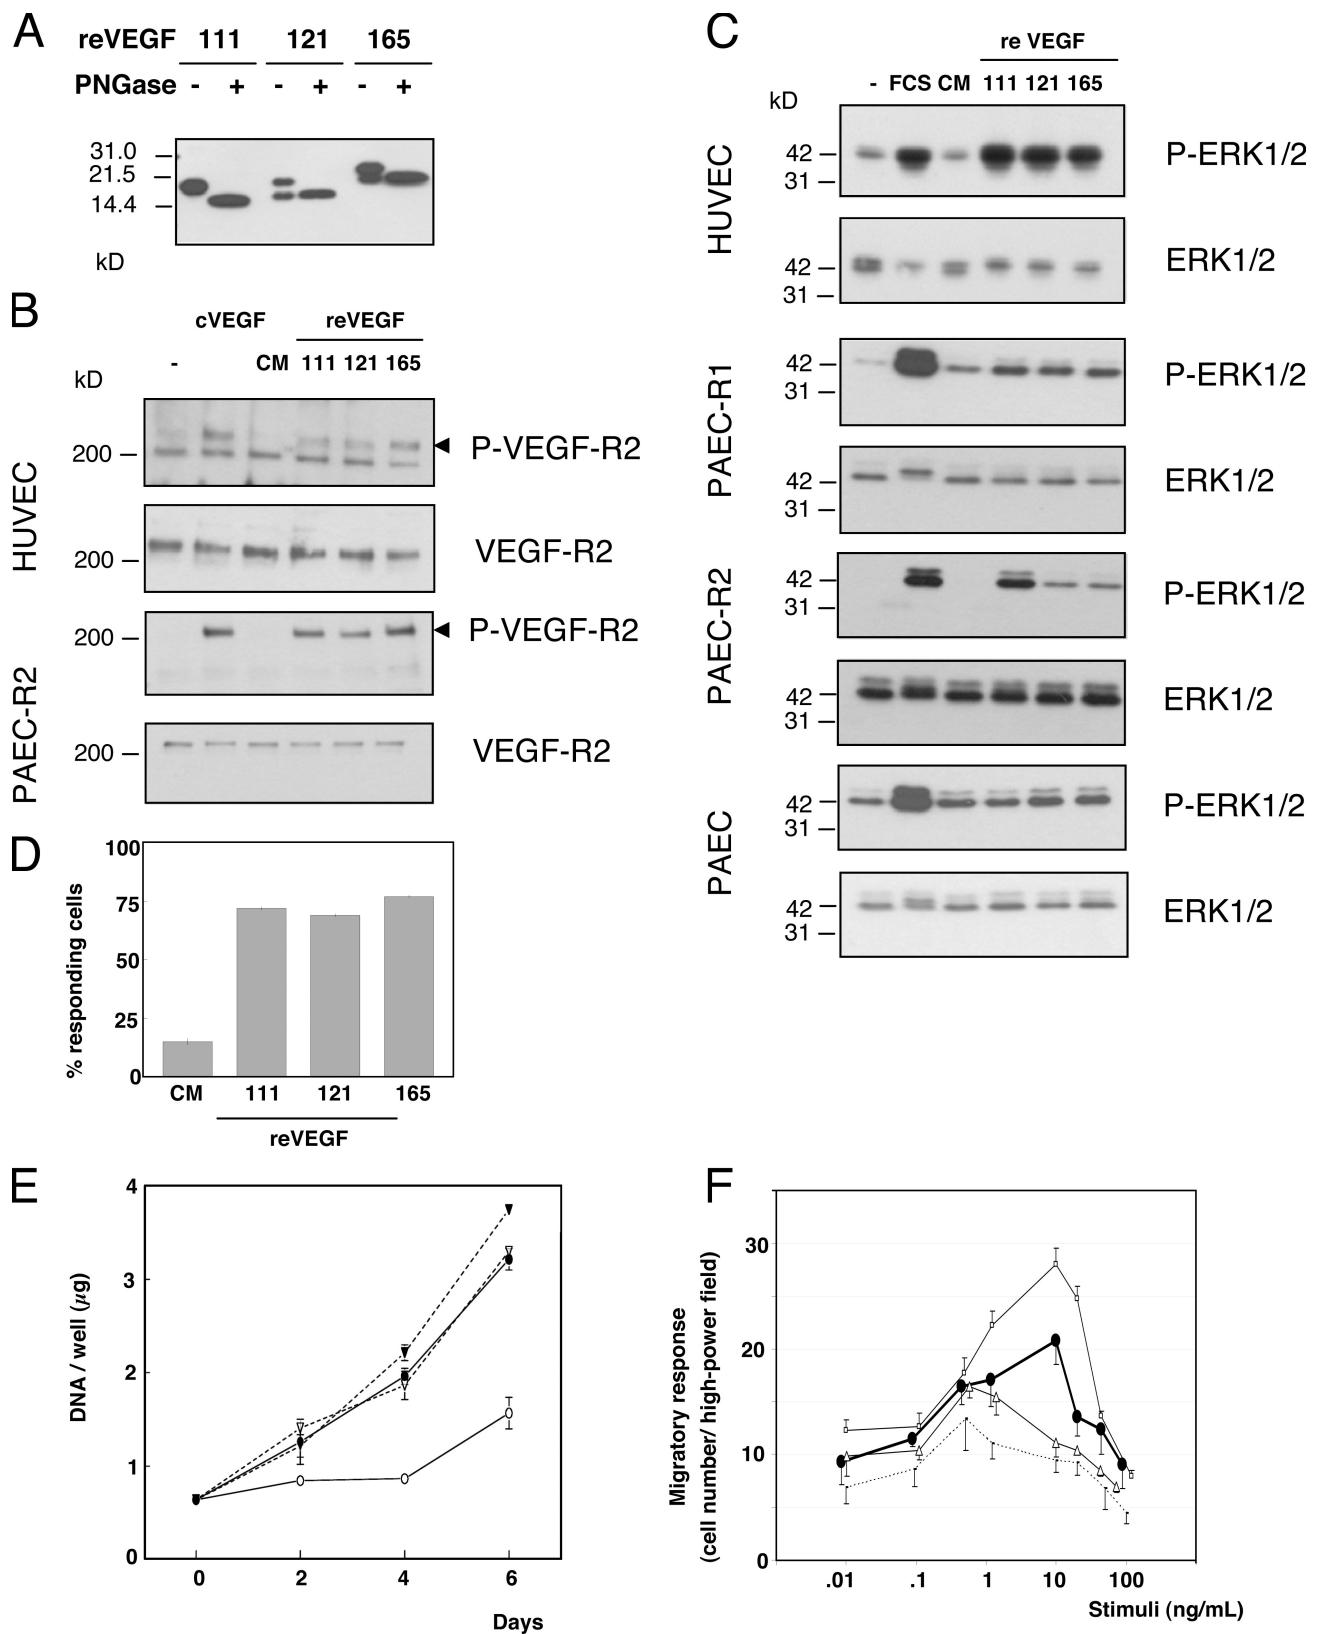 A
reVEGF 111 121 165
PNGase - + - + - +
31.0
21.5
14.4
kD
B
cVEGF reVEGF
- CM 111 121 165
kD
HUVEC
200
P-VEGF-R2
200
VEGF-R2
PAEC-R2
200
P-VEGF-R2
200
VEGF-R2
C
re VEGF
- FCS CM 111 121 165
kD
HUVEC
42
31
P-ERK1/2
42
31
ERK1/2
PAEC-R1
42
31
P-ERK1/2
42
31
ERK1/2
PAEC-R2
42
31
P-ERK1/2
42
31
ERK1/2
PAEC
42
31
P-ERK1/2
42
31
ERK1/2
D
% responding cells
100
75
50
25
0
CM 111 121 165
reVEGF
E
DNA / well (µg)
4
3
2
1
0
0 2 4 6
Days
F
Migratory response
(cell number/ high-power field)
30
20
10
0
.01 .1 1 10 100
Stimuli (ng/mL)